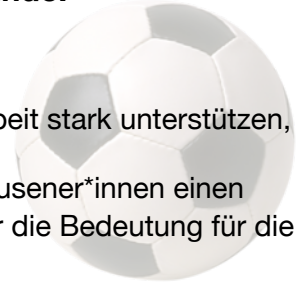 beit stark unterstützen,
usener*innen einen
r die Bedeutung für die